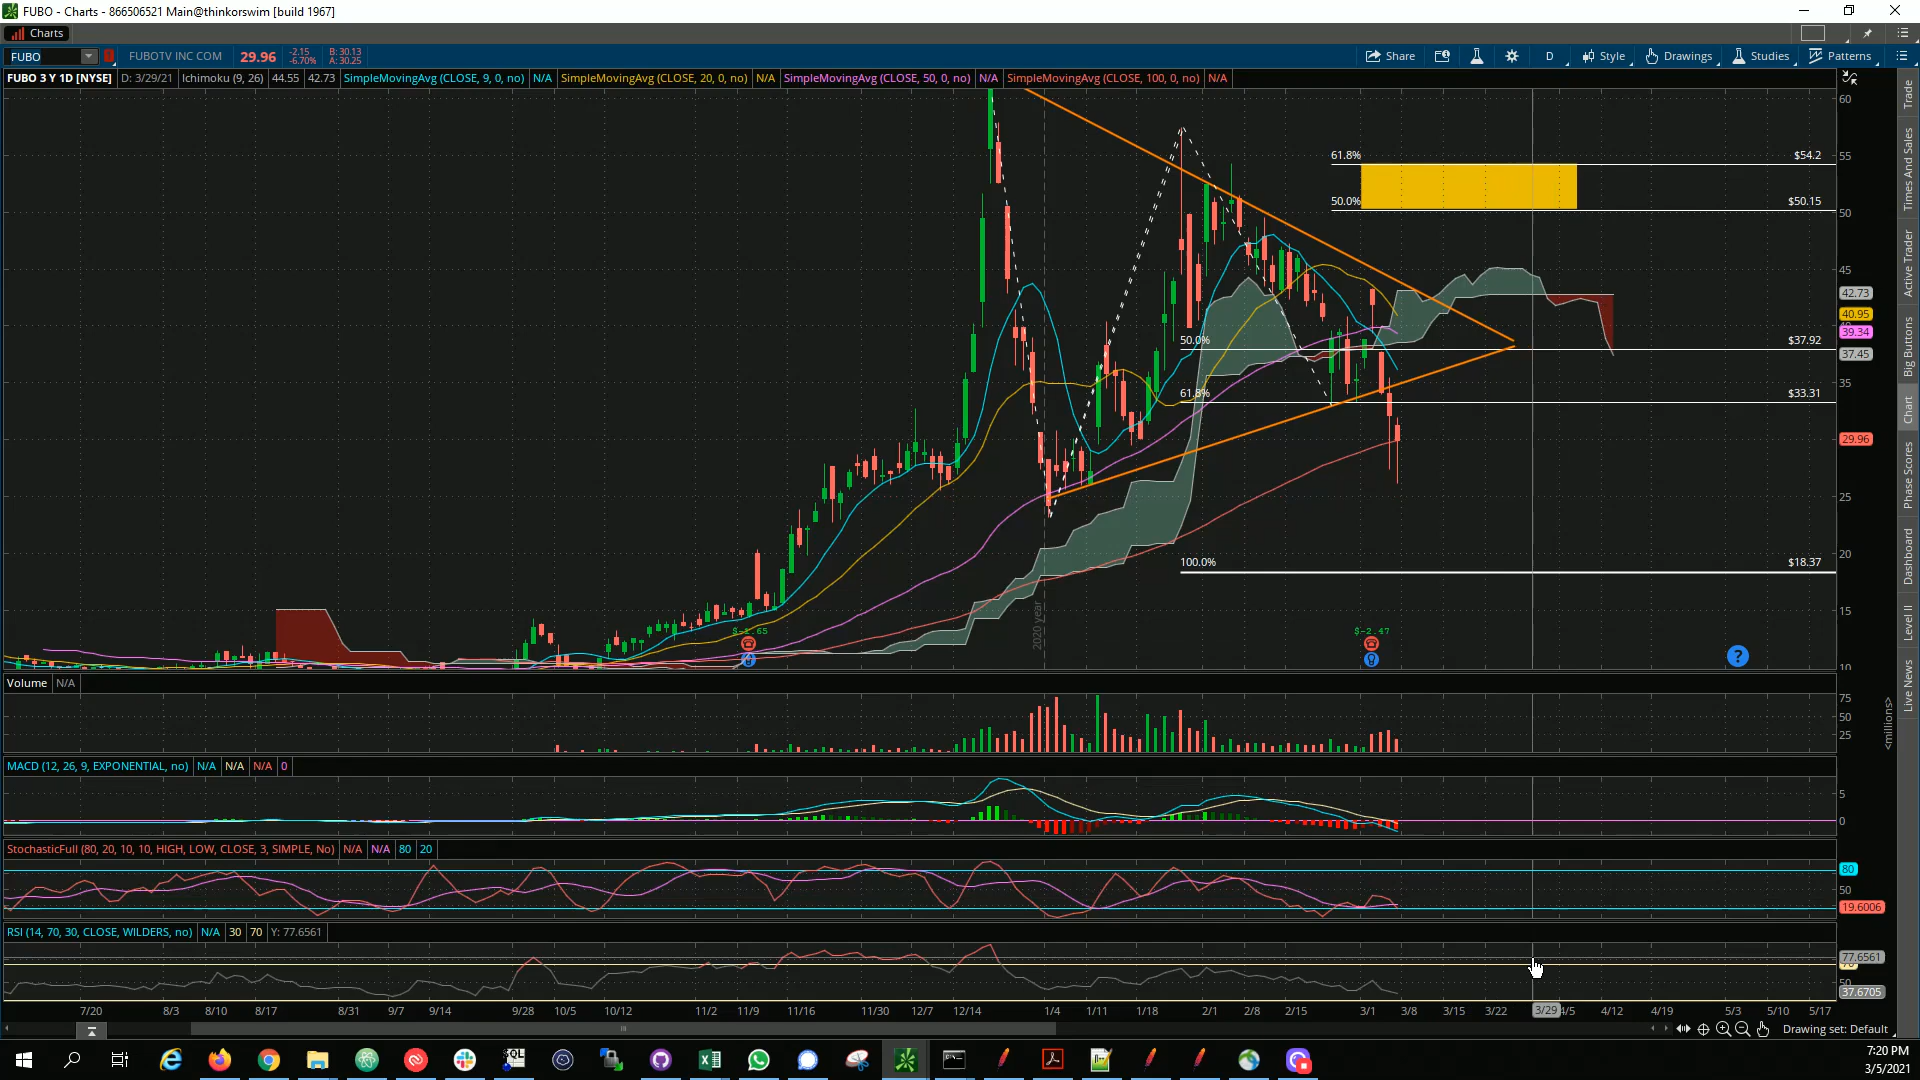 FUBO - Charts - 866506521 Main@thinkorswim [build 1967]
Charts
FUBO FUBOTV INC COM 29.96 -2.15 -6.70% B: 30.13 A: 30.25 Share D Style Drawings Studies Patterns
FUBO 3 Y 1D [NYSE] D: 3/29/21 Ichimoku (9, 26) 44.55 42.73 SimpleMovingAvg (CLOSE, 9, 0, no) N/A SimpleMovingAvg (CLOSE, 20, 0, no) N/A SimpleMovingAvg (CLOSE, 50, 0, no) N/A SimpleMovingAvg (CLOSE, 100, 0, no) N/A
60
61.8% $54.2 55
50.0% $50.15 50
45
42.73
40.95
39.34
50.0% $37.92
37.45
35
61.8% $33.31
29.96
25
20
100.0% $18.37
15
10
2020 year
$-1.65 $-2.47
?
Trade
Times And Sales
Active Trader
Big Buttons
Chart
Phase Scores
Dashboard
Level II
Live News
Volume N/A
75
50
25
<millions>
MACD (12, 26, 9, EXPONENTIAL, no) N/A N/A N/A 0
5
0
StochasticFull (80, 20, 10, 10, HIGH, LOW, CLOSE, 3, SIMPLE, No) N/A N/A 80 20
80
50
19.6006
RSI (14, 70, 30, CLOSE, WILDERS, no) N/A 30 70 Y: 77.6561
77.6561
50
37.6705
7/20 8/3 8/10 8/17 8/31 9/7 9/14 9/28 10/5 10/12 11/2 11/9 11/16 11/30 12/7 12/14 1/4 1/11 1/18 2/1 2/8 2/15 3/1 3/8 3/15 3/22 3/29 4/5 4/12 4/19 5/3 5/10 5/17
Drawing set: Default
SQL
7:20 PM
3/5/2021